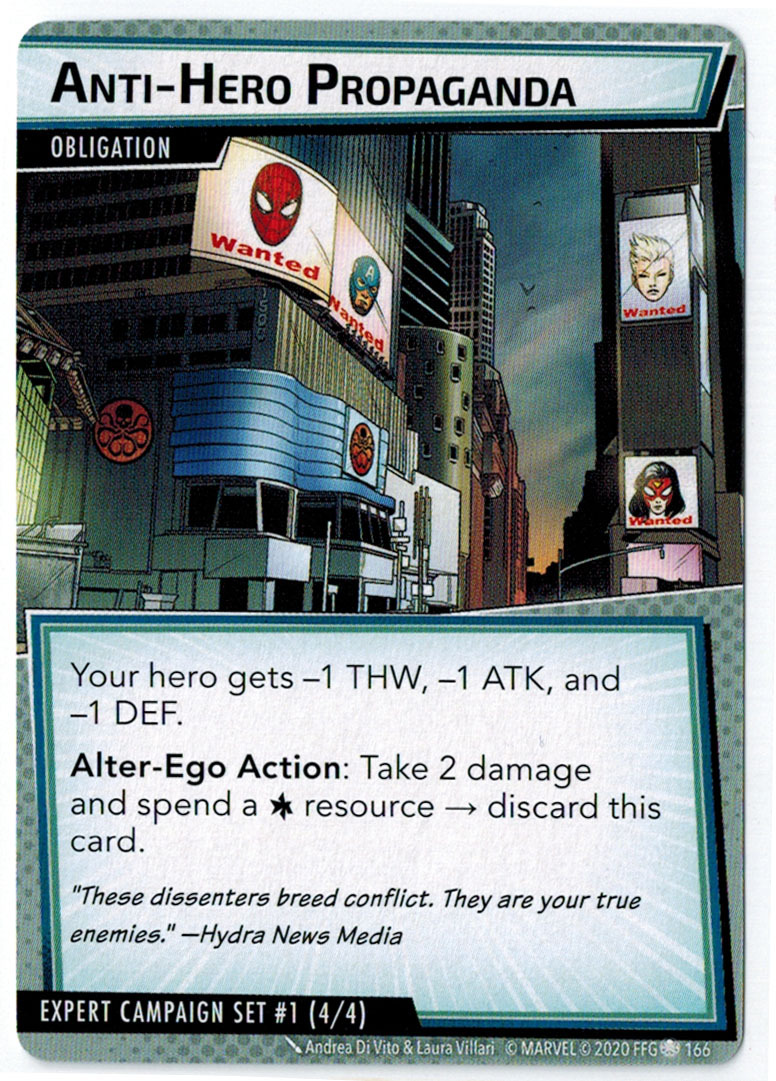 ANTI-HERO PROPAGANDA
OBLIGATION
Wanted
Wanted
Wanted
Wanted
Your hero gets –1 THW, –1 ATK, and
–1 DEF.
Alter-Ego Action: Take 2 damage
and spend a resource → discard this
card.
"These dissenters breed conflict. They are your true
enemies." —Hydra News Media
EXPERT CAMPAIGN SET #1 (4/4)
Andrea Di Vito & Laura Villari © MARVEL © 2020 FFG 166